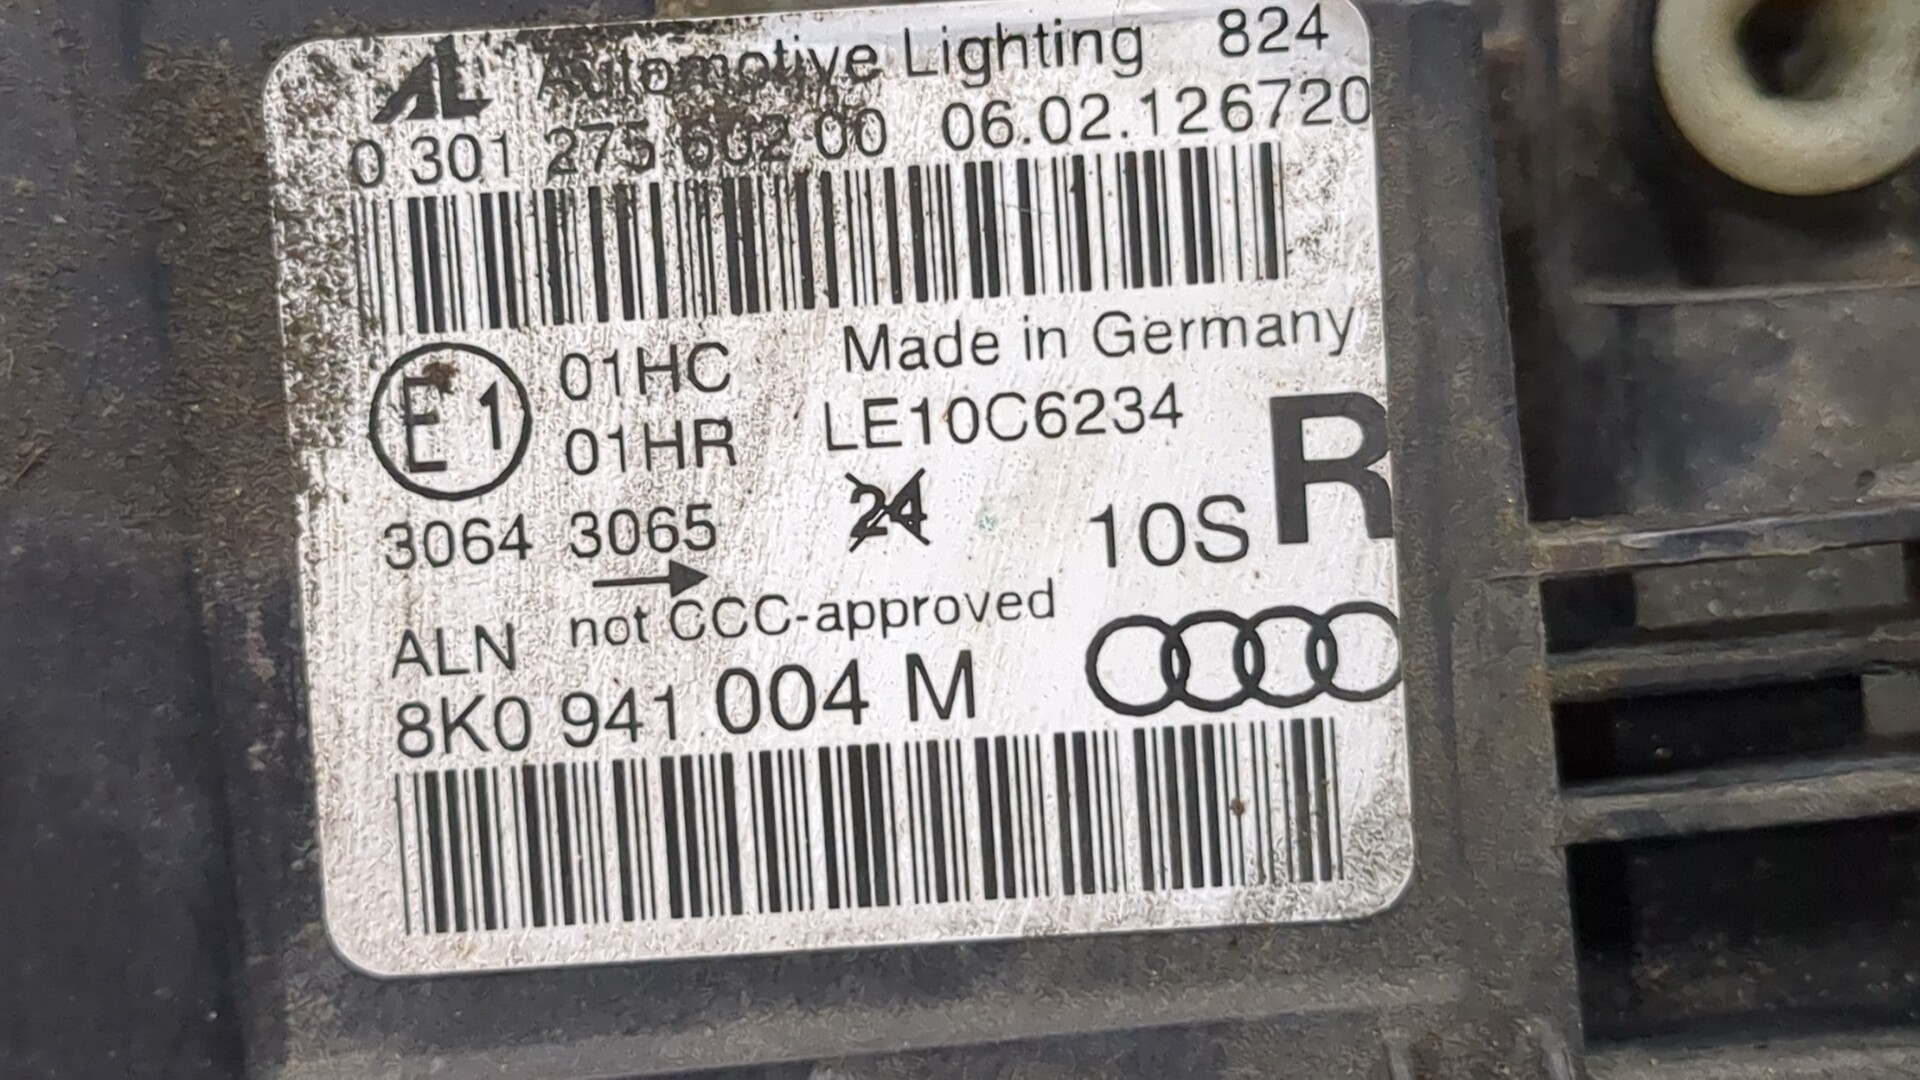 AL Automotive Lighting 824
0 301 275 602 00 06.02.126720
E1 01HC Made in Germany
01HR LE10C6234 R
3064 3065 24 10S
not CCC-approved
ALN
8K0 941 004 M